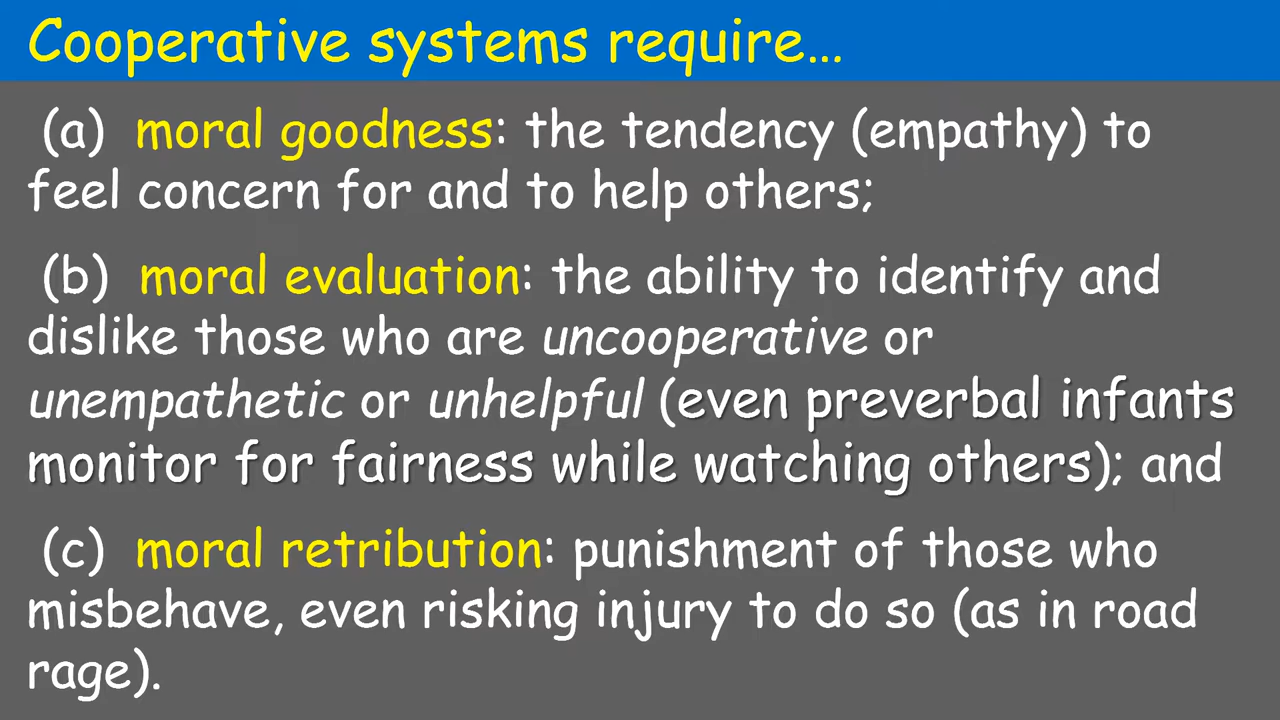 Cooperative systems require…
(a) moral goodness: the tendency (empathy) to
feel concern for and to help others;
(b) moral evaluation: the ability to identify and
dislike those who are uncooperative or
unempathetic or unhelpful (even preverbal infants
monitor for fairness while watching others); and
(c) moral retribution: punishment of those who
misbehave, even risking injury to do so (as in road
rage).